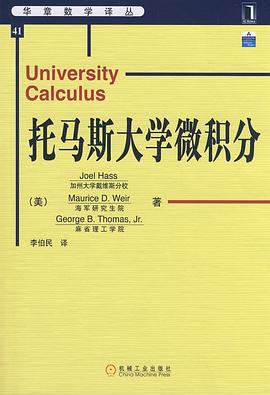 华章数学译丛
41
University
Calculus
托马斯大学微积分
Joel Hass
加州大学戴维斯分校
(美) Maurice D. Weir 著
海军研究生院
George B. Thomas, Jr.
麻省理工学院
李伯民 译
机械工业出版社
China Machine Press